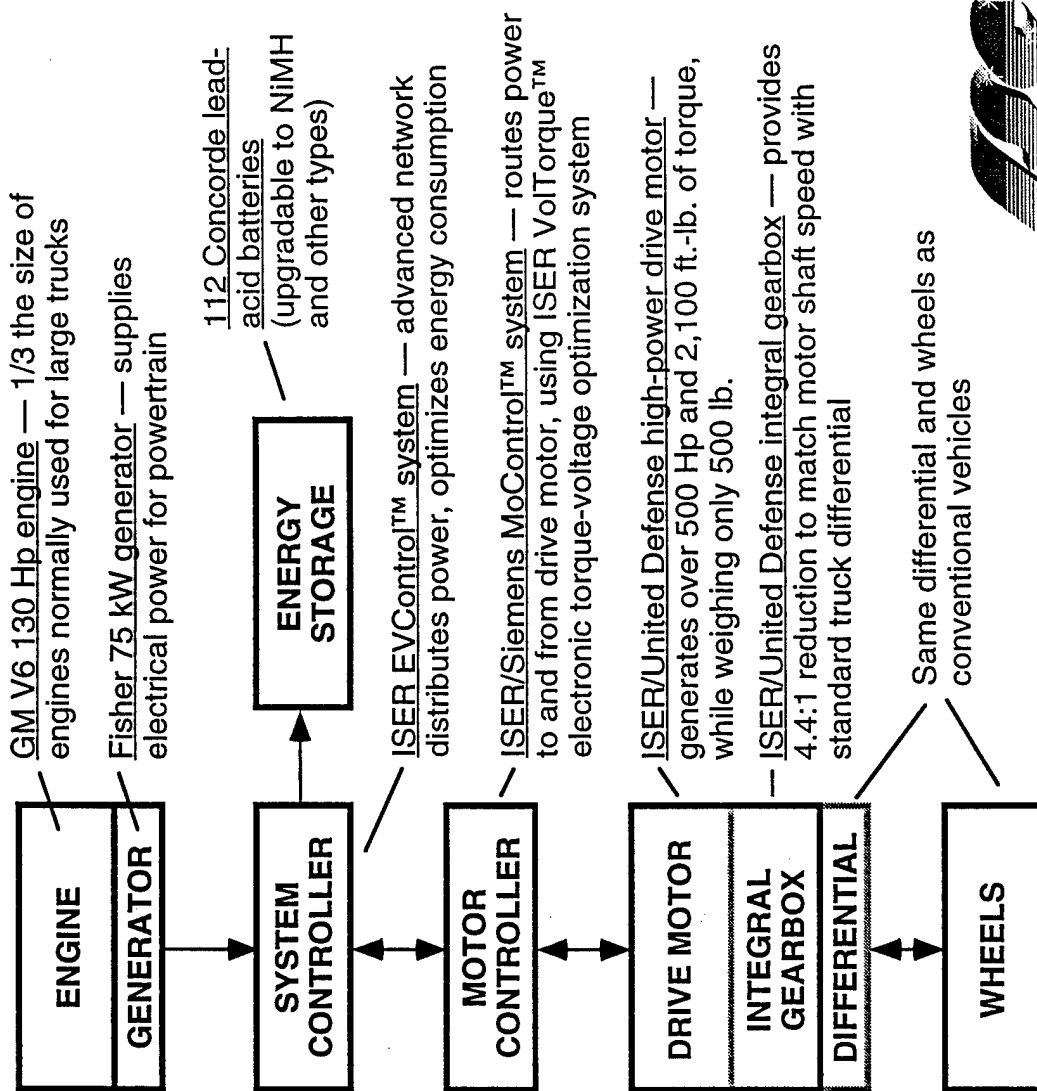 ENGINE
GENERATOR
GM V6 130 Hp engine — 1/3 the size of
engines normally used for large trucks
Fisher 75 kW generator — supplies
electrical power for powertrain
SYSTEM
CONTROLLER
ENERGY
STORAGE
112 Concorde lead-
acid batteries
(upgradable to NiMH
and other types)
ISER EVControl™ system — advanced network
distributes power, optimizes energy consumption
MOTOR
CONTROLLER
ISER/Siemens MoControl™ system — routes power
to and from drive motor, using ISER VolTorque™
electronic torque-voltage optimization system
DRIVE MOTOR
INTEGRAL
GEARBOX
DIFFERENTIAL
ISER/United Defense high-power drive motor —
generates over 500 Hp and 2,100 ft.-lb. of torque,
while weighing only 500 lb.
ISER/United Defense integral gearbox — provides
4.4:1 reduction to match motor shaft speed with
standard truck differential
Same differential and wheels as
conventional vehicles
WHEELS